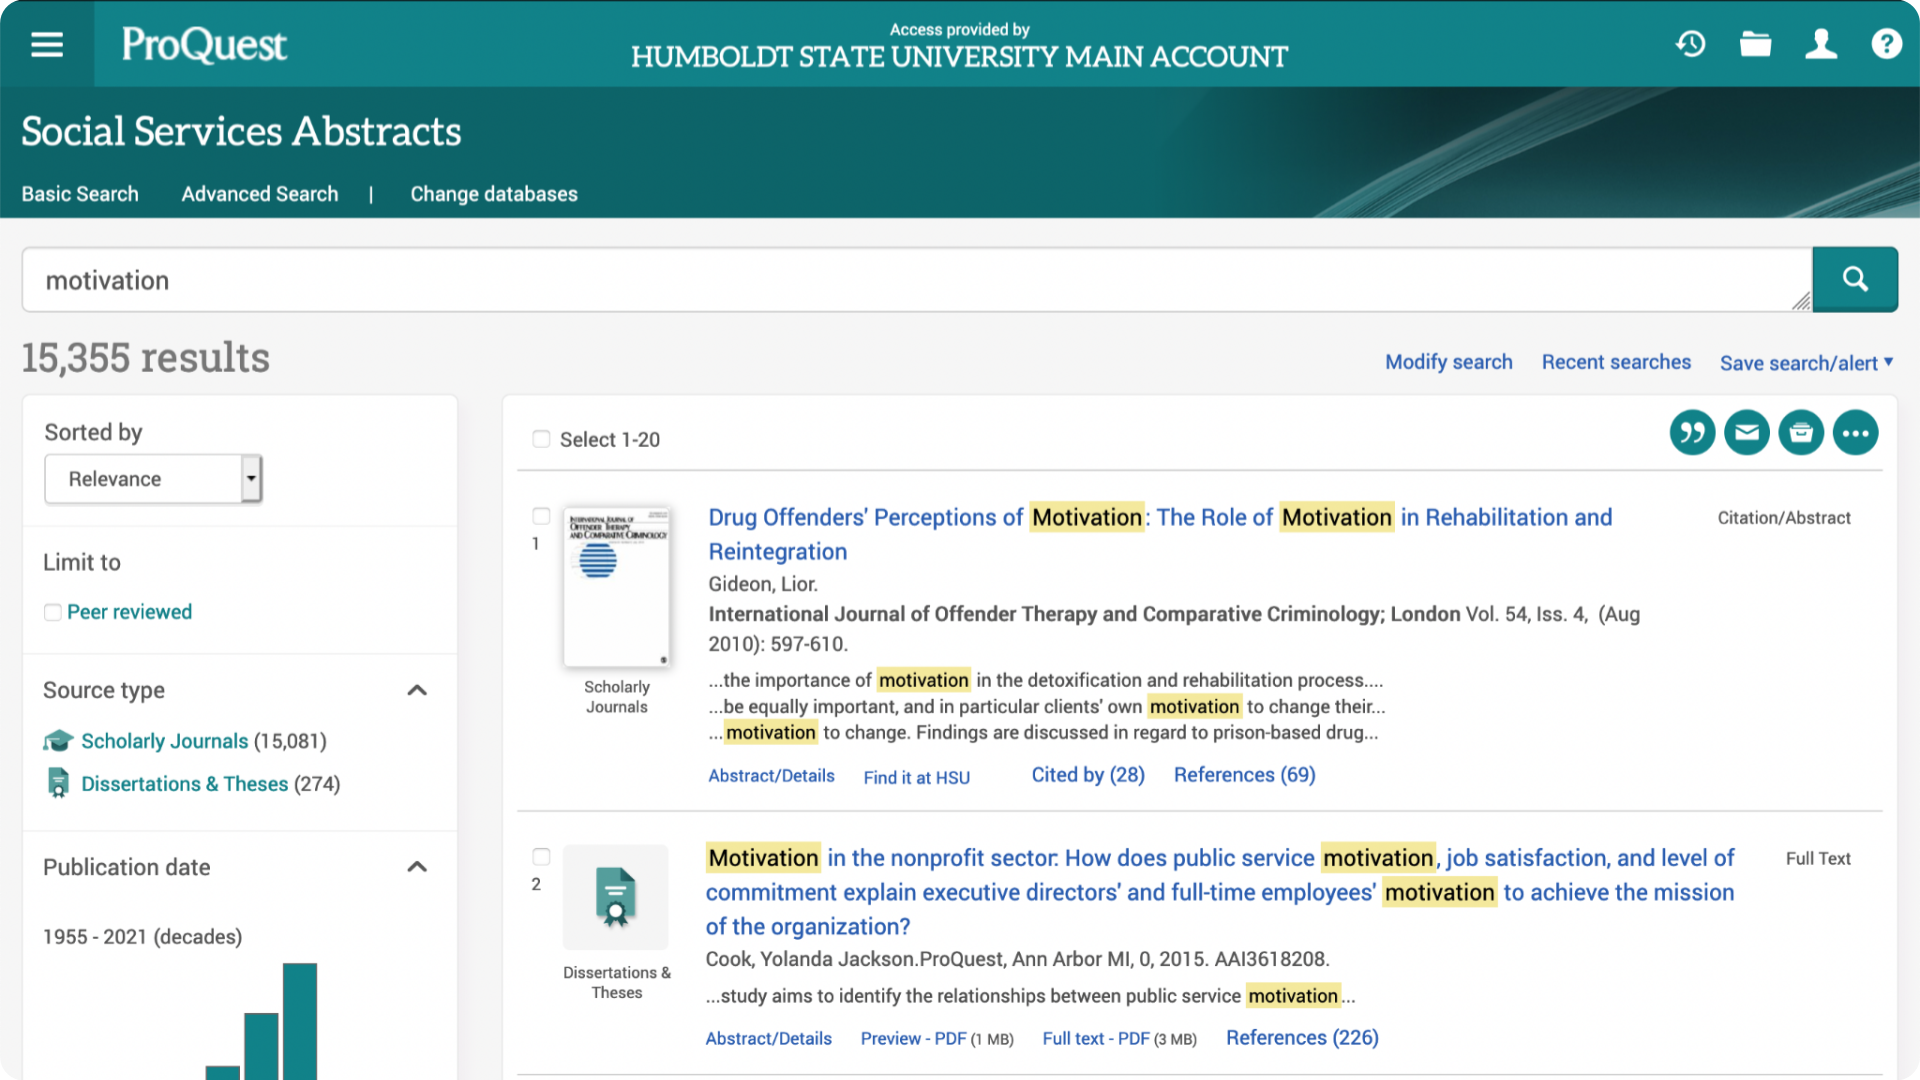 ProQuest
Access provided by
HUMBOLDT STATE UNIVERSITY MAIN ACCOUNT
?
Social Services Abstracts
Basic Search Advanced Search | Change databases
motivation
15,355 results
Modify search Recent searches Save search/alert
Sorted by
Relevance
Limit to
Peer reviewed
Source type
Scholarly Journals (15,081)
Dissertations & Theses (274)
Publication date
1955 - 2021 (decades)
Select 1-20
1
INTERNATIONAL JOURNAL OF
OFFENDER THERAPY
AND COMPARATIVE CRIMINOLOGY
Scholarly
Journals
Drug Offenders' Perceptions of Motivation: The Role of Motivation in Rehabilitation and
Reintegration
Citation/Abstract
Gideon, Lior.
International Journal of Offender Therapy and Comparative Criminology; London Vol. 54, Iss. 4, (Aug
2010): 597-610.
...the importance of motivation in the detoxification and rehabilitation process....
...be equally important, and in particular clients' own motivation to change their...
...motivation to change. Findings are discussed in regard to prison-based drug...
Abstract/Details Find it at HSU Cited by (28) References (69)
2
Dissertations &
Theses
Motivation in the nonprofit sector: How does public service motivation, job satisfaction, and level of
commitment explain executive directors' and full-time employees' motivation to achieve the mission
of the organization?
Full Text
Cook, Yolanda Jackson.ProQuest, Ann Arbor MI, 0, 2015. AAI3618208.
...study aims to identify the relationships between public service motivation...
Abstract/Details Preview - PDF (1 MB) Full text - PDF (3 MB) References (226)